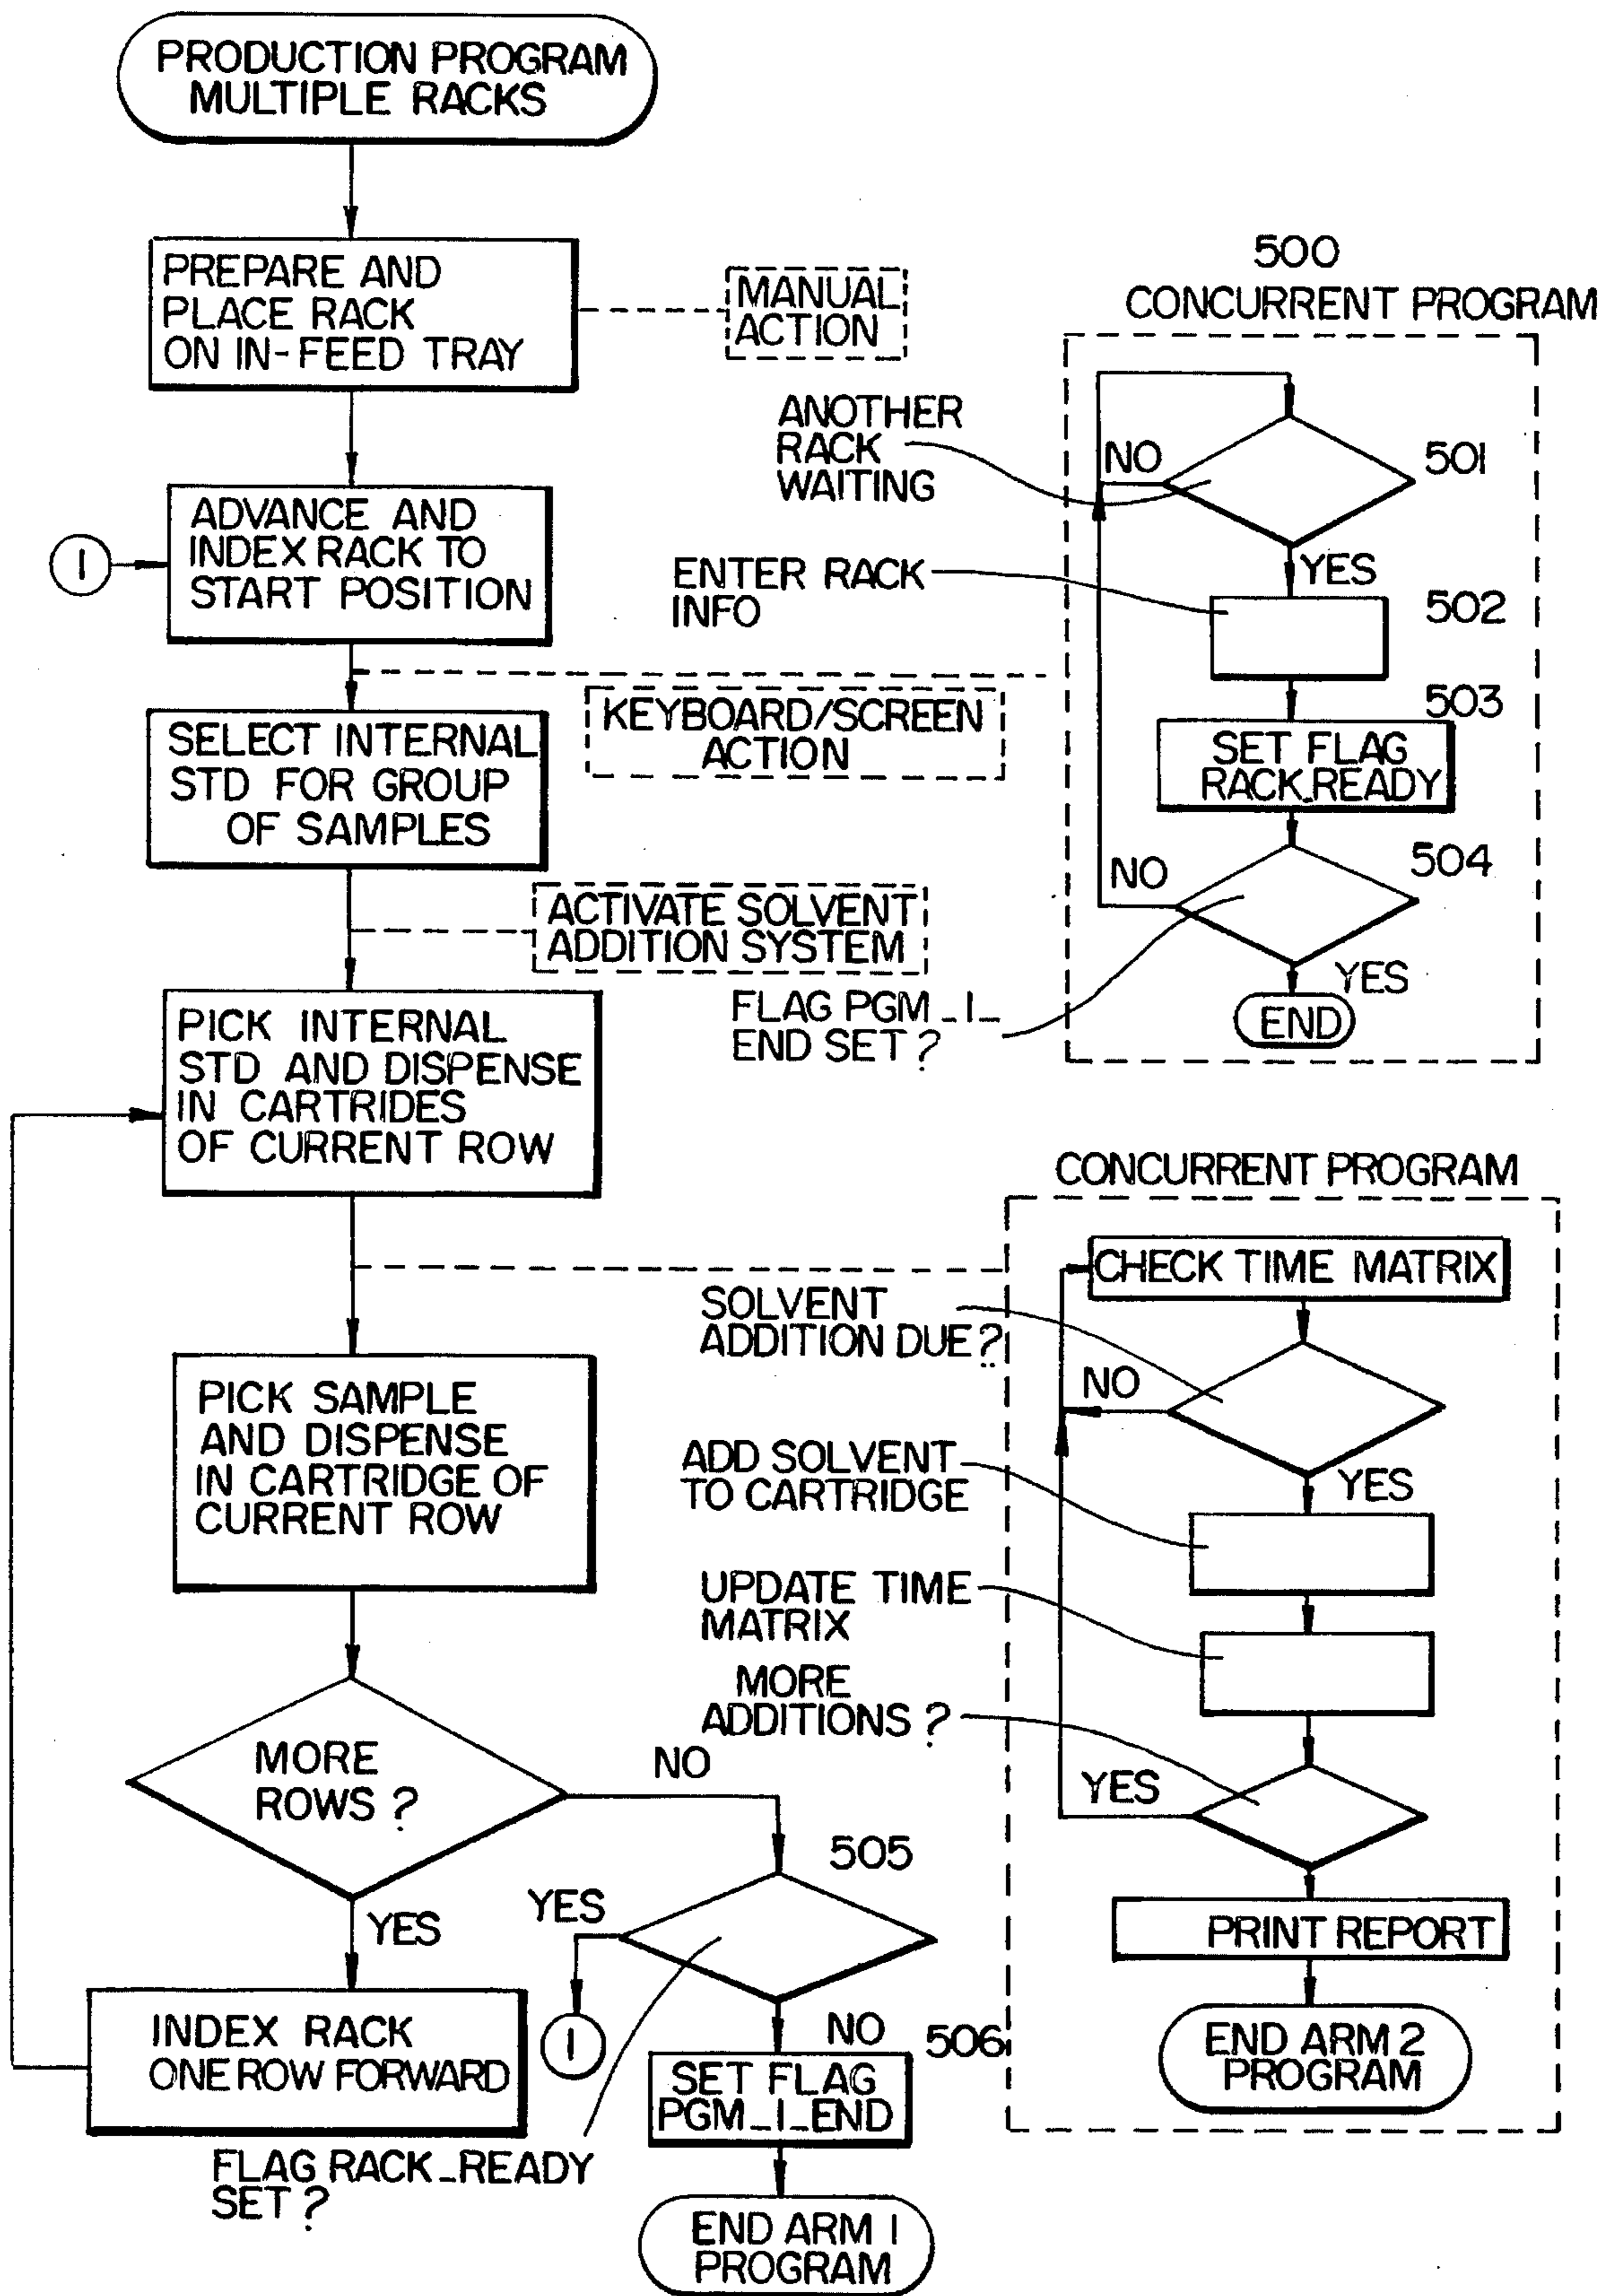 PRODUCTION PROGRAM
MULTIPLE RACKS
PREPARE AND
PLACE RACK
ON IN-FEED TRAY
MANUAL
ACTION
1
ADVANCE AND
INDEX RACK TO
START POSITION
KEYBOARD/SCREEN
ACTION
SELECT INTERNAL
STD FOR GROUP
OF SAMPLES
ACTIVATE SOLVENT
ADDITION SYSTEM
PICK INTERNAL
STD AND DISPENSE
IN CARTRIDES
OF CURRENT ROW
PICK SAMPLE
AND DISPENSE
IN CARTRIDGE OF
CURRENT ROW
MORE
ROWS ?
NO
YES
INDEX RACK
ONE ROW FORWARD
505
YES
1
FLAG RACK_READY
SET ?
NO
506
SET FLAG
PGM_1_END
END ARM 1
PROGRAM
500
CONCURRENT PROGRAM
ANOTHER
RACK
WAITING
NO
501
YES
ENTER RACK
INFO
502
503
SET FLAG
RACK_READY
NO
504
YES
FLAG PGM_1_
END SET ?
END
CONCURRENT PROGRAM
CHECK TIME MATRIX
SOLVENT
ADDITION DUE ?
NO
YES
ADD SOLVENT
TO CARTRIDGE
UPDATE TIME
MATRIX
MORE
ADDITIONS ?
YES
PRINT REPORT
END ARM 2
PROGRAM